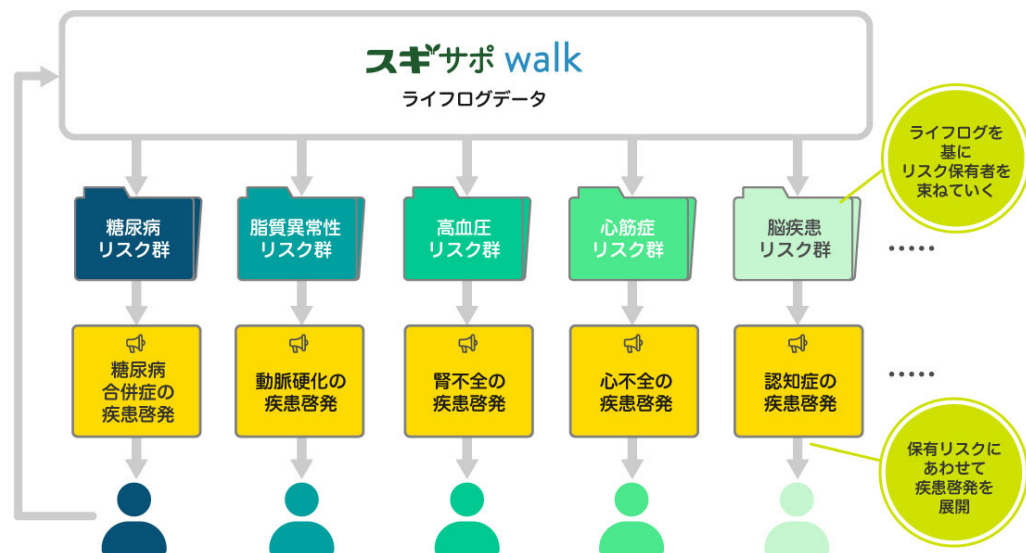 スギサポ walk
ライフログデータ
ライフログを
基に
リスク保有者を
束ねていく
糖尿病
リスク群
脂質異常性
リスク群
高血圧
リスク群
心筋症
リスク群
脳疾患
リスク群
.....
糖尿病
合併症の
疾患啓発
動脈硬化の
疾患啓発
腎不全の
疾患啓発
心不全の
疾患啓発
認知症の
疾患啓発
.....
保有リスクに
あわせて
疾患啓発を
展開